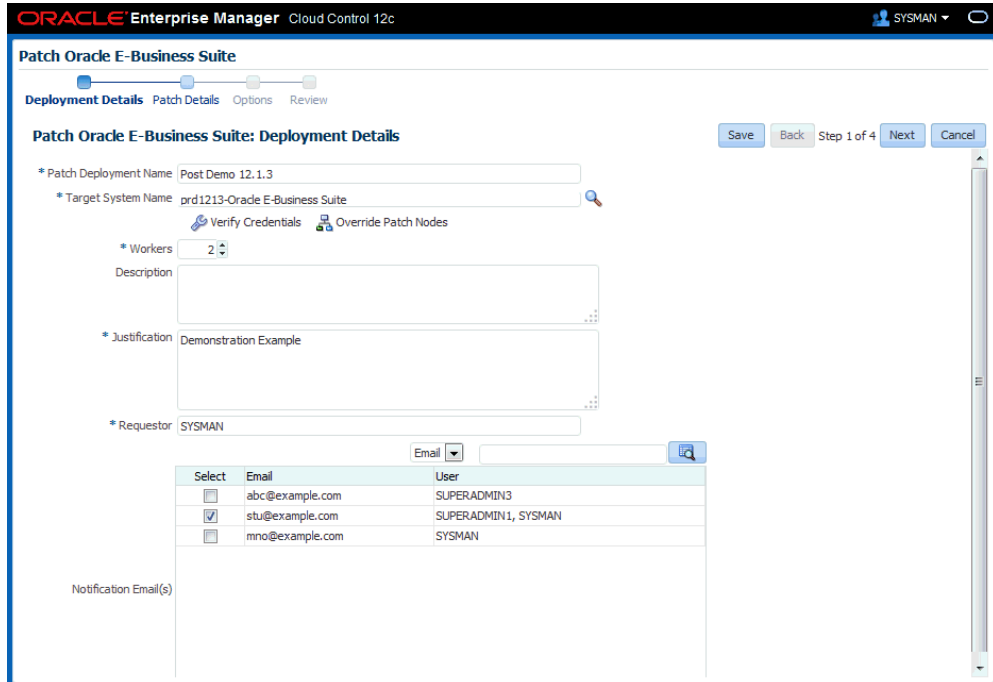 ORACLE Enterprise Manager Cloud Control 12c
SYSMAN
Patch Oracle E-Business Suite
Deployment Details Patch Details Options Review
Patch Oracle E-Business Suite: Deployment Details
Save Back Step 1 of 4 Next Cancel
* Patch Deployment Name Post Demo 12.1.3
* Target System Name prd1213-Oracle E-Business Suite
Verify Credentials Override Patch Nodes
* Workers 2
Description
* Justification Demonstration Example
* Requestor SYSMAN
Email
Select Email User
abc@example.com SUPERADMIN3
stu@example.com SUPERADMIN1, SYSMAN
mno@example.com SYSMAN
Notification Email(s)